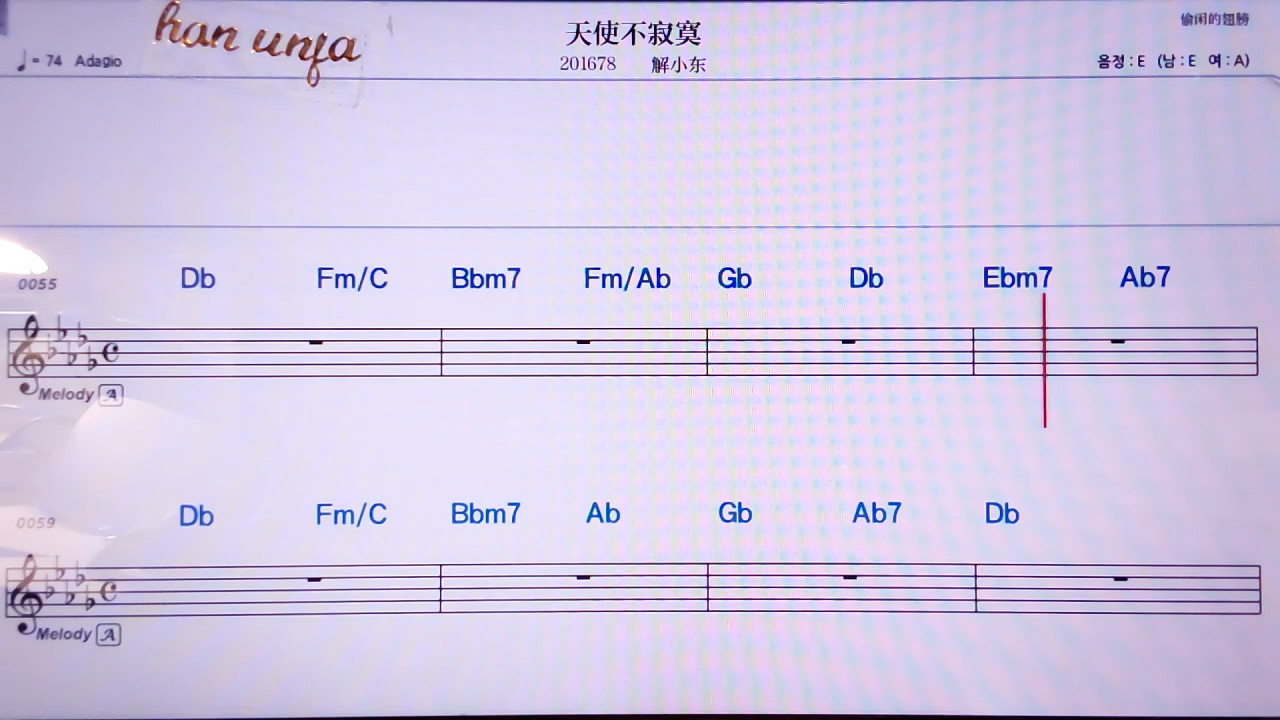 han unfa
天使不寂寞
偷闲的翅膀
♩= 74 Adagio
201678 解小东
음정 : E (남 : E 여 : A)
0055
Db Fm/C Bbm7 Fm/Ab Gb Db Ebm7 Ab7
Melody A
0059
Db Fm/C Bbm7 Ab Gb Ab7 Db
Melody A